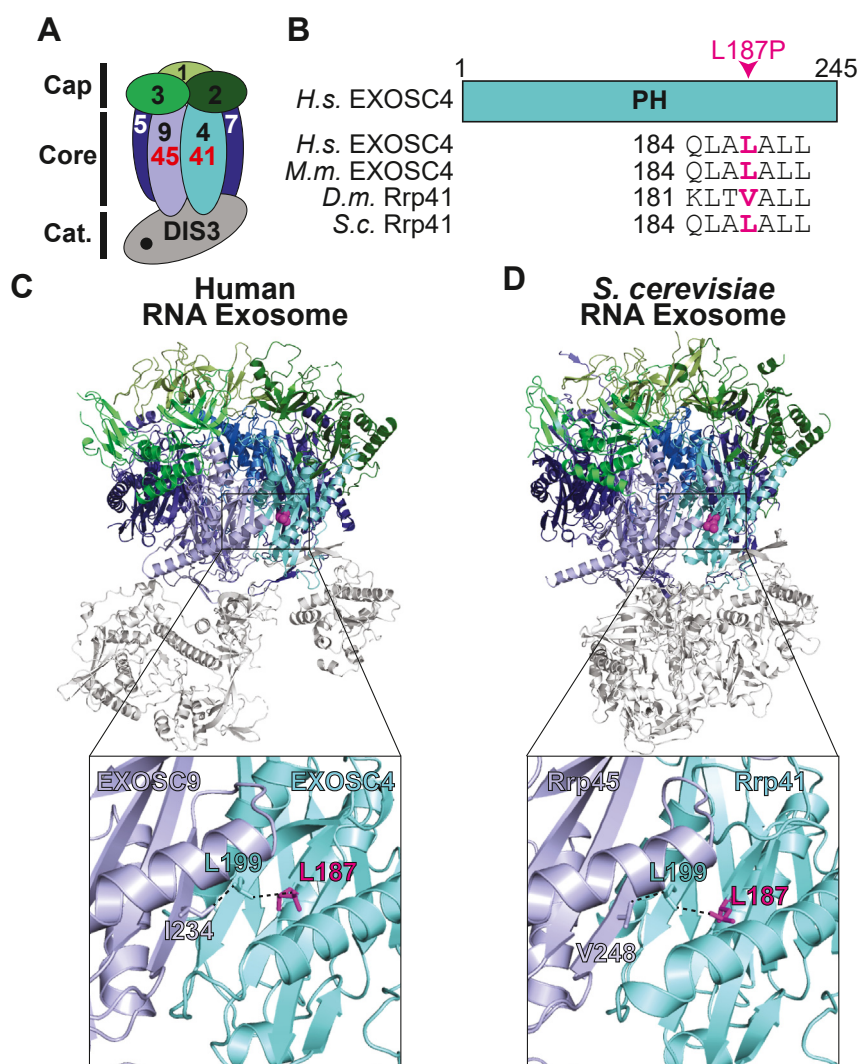 A
Cap
Core
Cat.
1
3 2
5 9 4 7
45 41
DIS3
B
L187P
1 245
H.s. EXOSC4 PH
H.s. EXOSC4 184 QLALALL
M.m. EXOSC4 184 QLALALL
D.m. Rrp41 181 KLTVALL
S.c. Rrp41 184 QLALALL
C
Human
RNA Exosome
EXOSC9 EXOSC4
L199
L187
I234
D
S. cerevisiae
RNA Exosome
Rrp45 Rrp41
L199
L187
V248